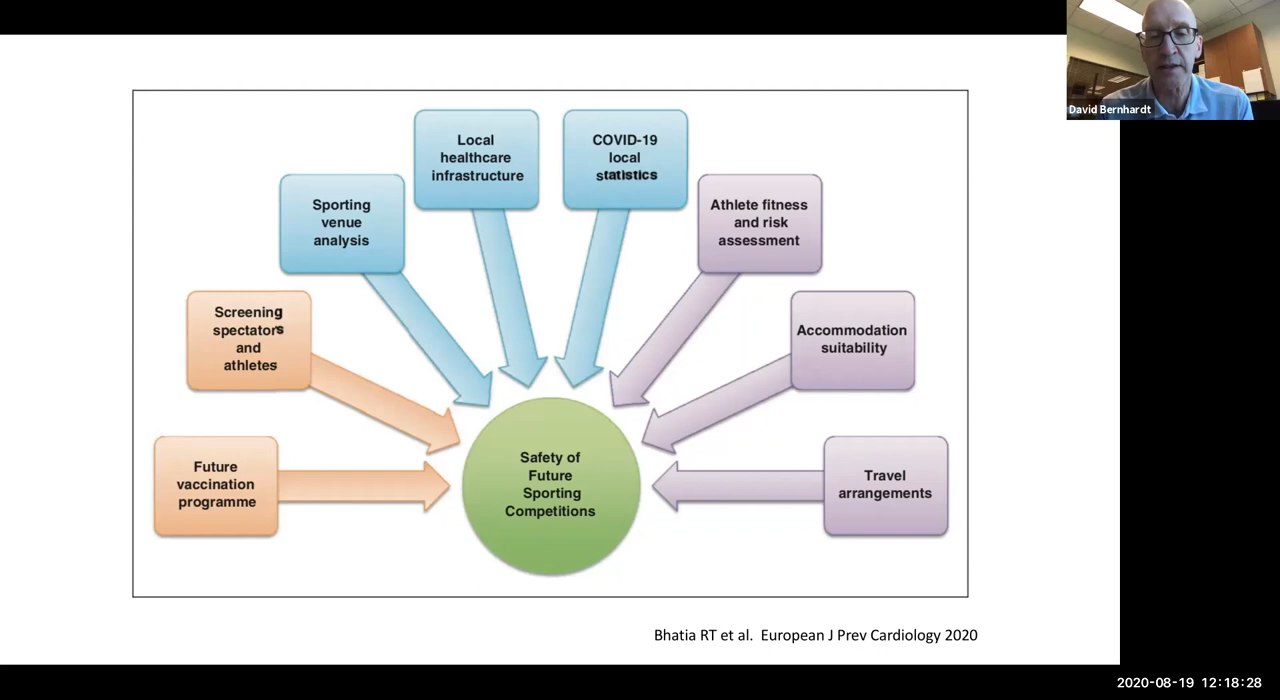 David Bernhardt
Local
healthcare
infrastructure
COVID-19
local
statistics
Sporting
venue
analysis
Athlete fitness
and risk
assessment
Screening
spectators
and
athletes
Accommodation
suitability
Future
vaccination
programme
Safety of
Future
Sporting
Competitions
Travel
arrangements
Bhatia RT et al.  European J Prev Cardiology 2020
2020-08-19 12:18:28